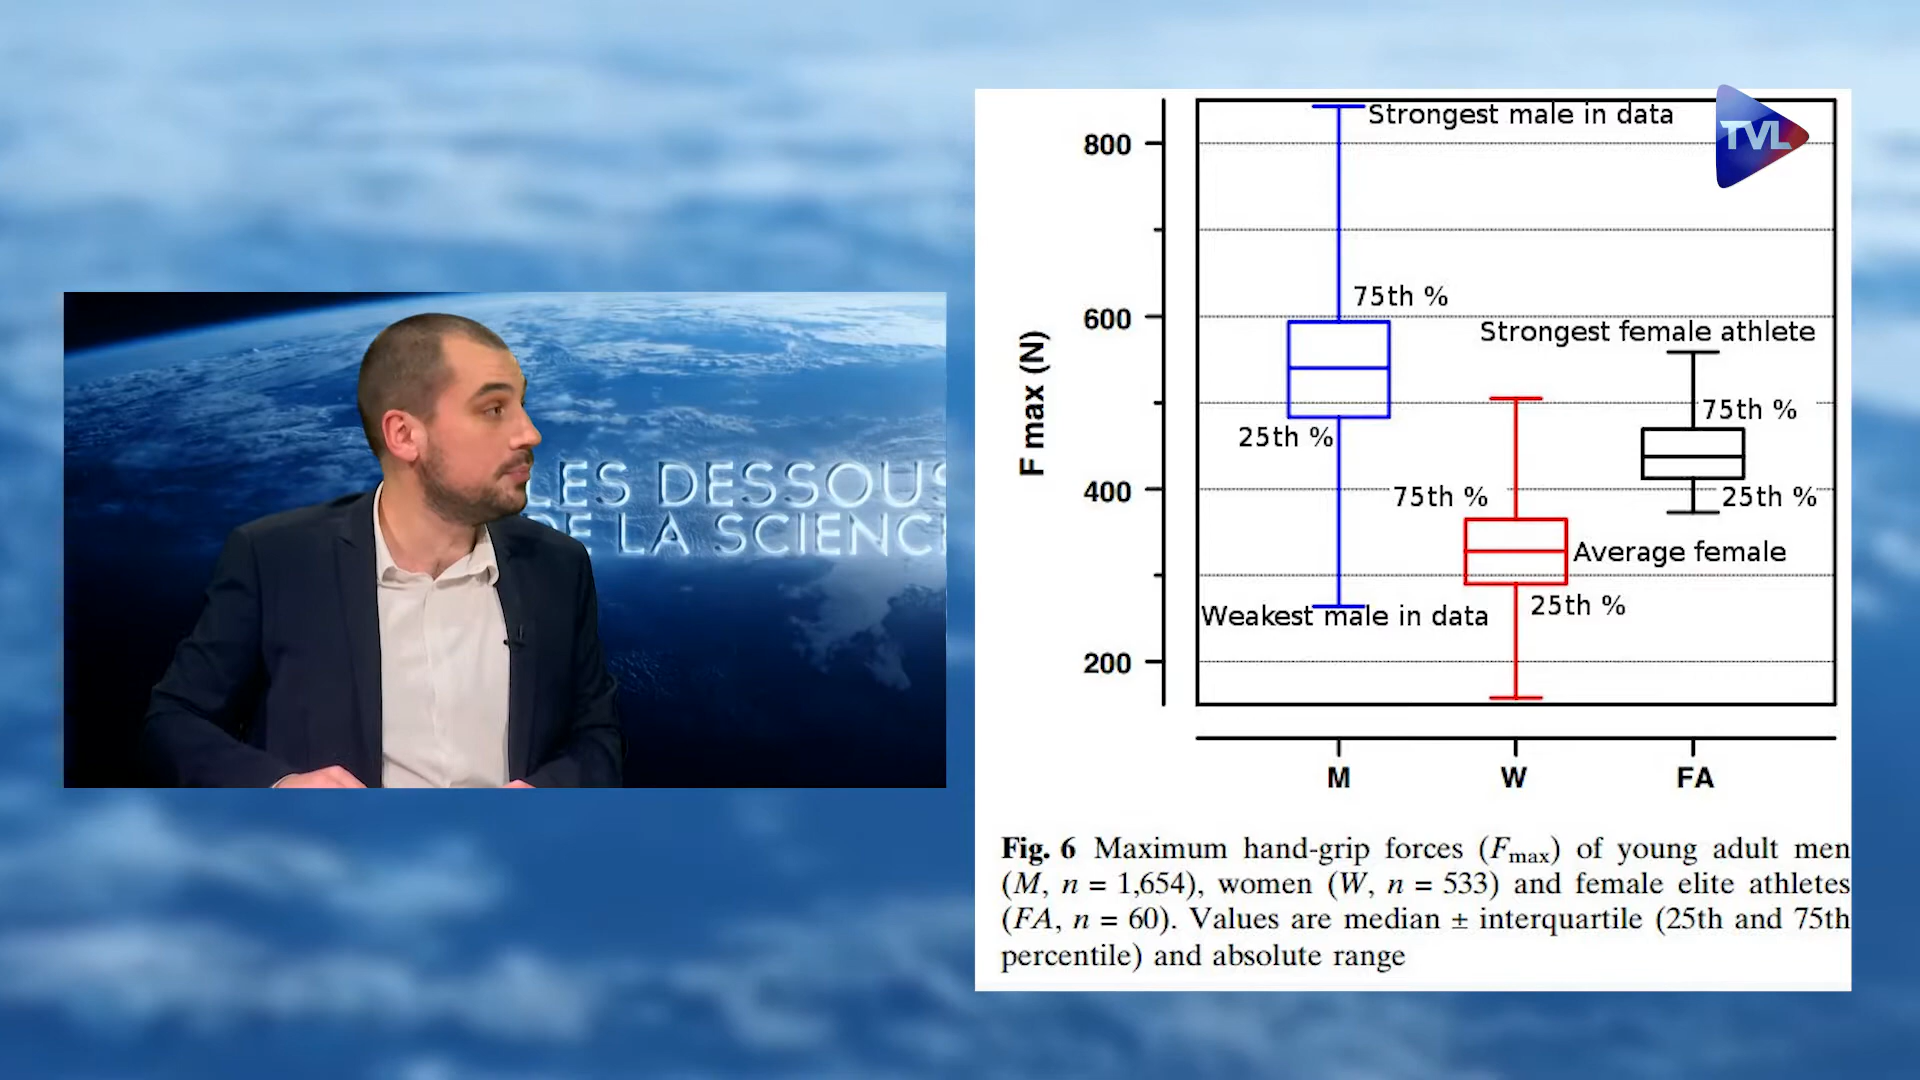 TVL
LES DESSOUS
DE LA SCIENC
Strongest male in data
800
75th %
600
Strongest female athlete
F max (N)
75th %
25th %
400
75th %
25th %
Average female
25th %
Weakest male in data
200
M W FA
Fig. 6 Maximum hand-grip forces (Fmax) of young adult men
(M, n = 1,654), women (W, n = 533) and female elite athletes
(FA, n = 60). Values are median ± interquartile (25th and 75th
percentile) and absolute range